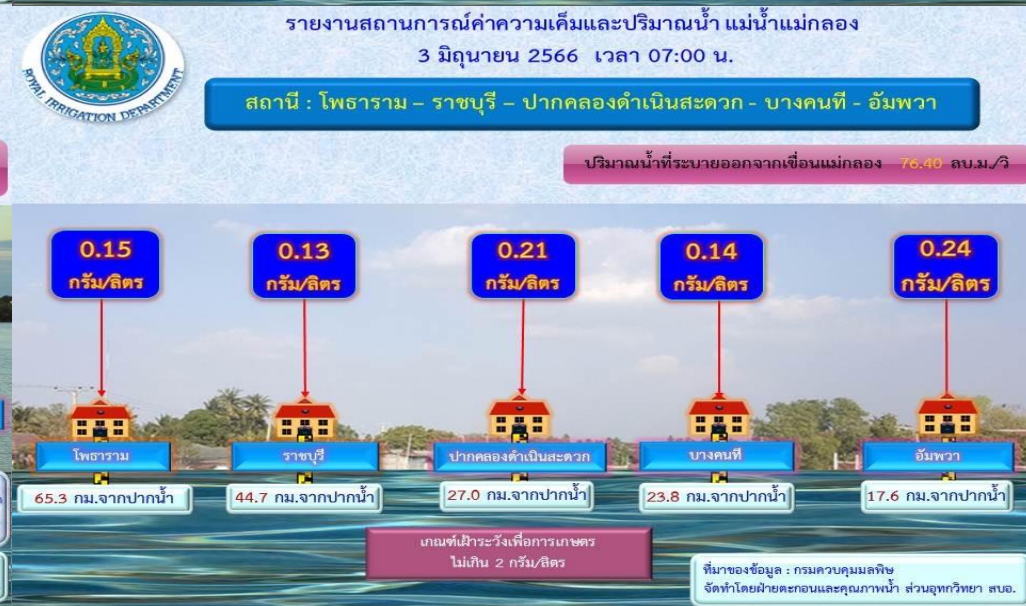 รายงานสถานการณ์ค่าความเค็มและปริมาณน้ำ แม่น้ำแม่กลอง
3 มิถุนายน 2566 เวลา 07:00 น.
ROYAL IRRIGATION DEPARTMENT
สถานี : โพธาราม – ราชบุรี – ปากคลองดำเนินสะดวก - บางคนที - อัมพวา
ปริมาณน้ำที่ระบายออกจากเขื่อนแม่กลอง 76.40 ลบ.ม./วิ
0.15 0.13 0.21 0.14 0.24
กรัม/ลิตร กรัม/ลิตร กรัม/ลิตร กรัม/ลิตร กรัม/ลิตร
โพธาราม ราชบุรี ปากคลองดำเนินสะดวก บางคนที อัมพวา
65.3 กม.จากปากน้ำ 44.7 กม.จากปากน้ำ 27.0 กม.จากปากน้ำ 23.8 กม.จากปากน้ำ 17.6 กม.จากปากน้ำ
เกณฑ์เฝ้าระวังเพื่อการเกษตร
ไม่เกิน 2 กรัม/ลิตร
ที่มาของข้อมูล : กรมควบคุมมลพิษ
จัดทำโดยฝ่ายตะกอนและคุณภาพน้ำ ส่วนอุทกวิทยา สบอ.